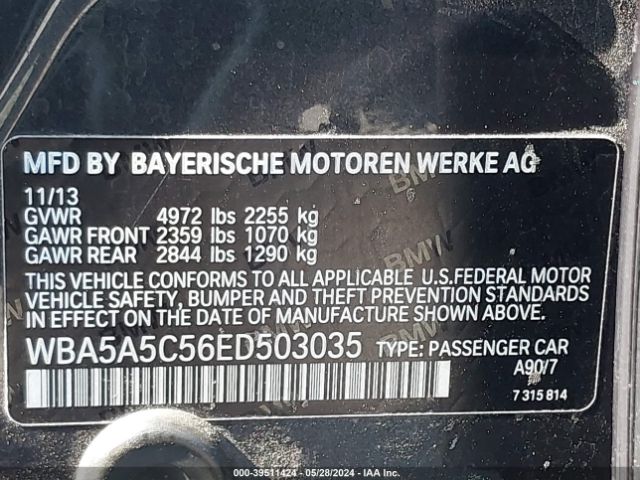 MFD BY BAYERISCHE MOTOREN WERKE AG
11/13
GVWR 4972 lbs 2255 kg
GAWR FRONT 2359 lbs 1070 kg
GAWR REAR 2844 lbs 1290 kg
THIS VEHICLE CONFORMS TO ALL APPLICABLE U.S.FEDERAL MOTOR
VEHICLE SAFETY, BUMPER AND THEFT PREVENTION STANDARDS
IN EFFECT ON THE DATE OF MANUFACTURE SHOWN ABOVE.
WBA5A5C56ED503035 TYPE: PASSENGER CAR
A90/7
7 315 814
000-39511424 | 05/28/2024 | IAA Inc.